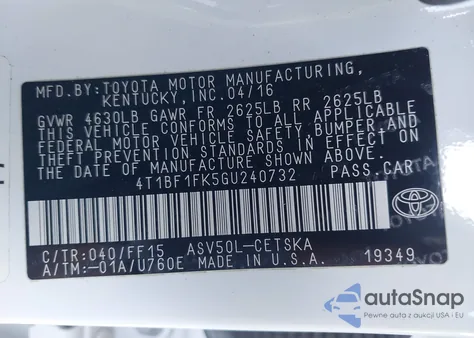 MFD.BY:TOYOTA MOTOR MANUFACTURING,
KENTUCKY,INC.04/16
GVWR 4630LB GAWR FR 2625LB RR 2625LB
THIS VEHICLE CONFORMS TO ALL APPLICABLE
FEDERAL MOTOR VEHICLE SAFETY,BUMPER,AND
THEFT PREVENTION STANDARDS IN EFFECT ON
THE DATE OF MANUFACTURE SHOWN ABOVE.
4T1BF1FK5GU240732 PASS.CAR
C/TR:040/FF15 ASV50L-CETSKA
A/TM:-01A/U760E MADE IN U.S.A. 19349
autoSnap
Pewne auta z aukcji USA i EU